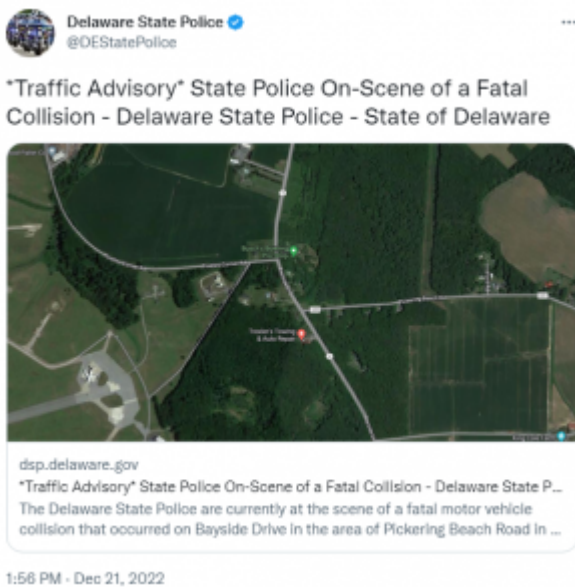 Delaware State Police
@DEStatePolice
*Traffic Advisory* State Police On-Scene of a Fatal
Collision - Delaware State Police - State of Delaware
dsp.delaware.gov
*Traffic Advisory* State Police On-Scene of a Fatal Collision - Delaware State P...
The Delaware State Police are currently at the scene of a fatal motor vehicle
collision that occurred on Bayside Drive in the area of Pickering Beach Road in ...
1:56 PM · Dec 21, 2022